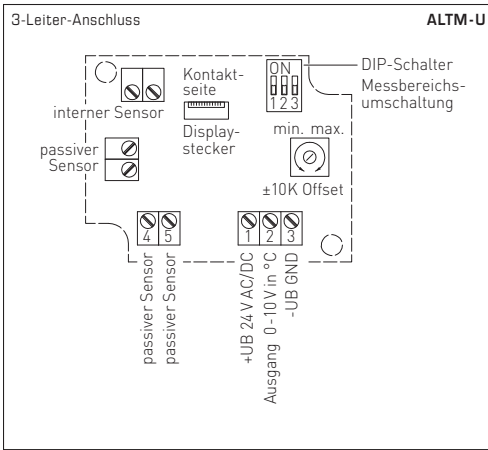 3-Leiter-Anschluss
ALTM-U
ON
1 2 3
DIP-Schalter
Messbereichs-
umschaltung
Kontakt-
seite
interner Sensor
Display-
stecker
passiver
Sensor
min. max.
±10K Offset
4 5
1 2 3
passiver Sensor
passiver Sensor
+UB 24 V AC/DC
Ausgang 0-10 V in °C
-UB GND